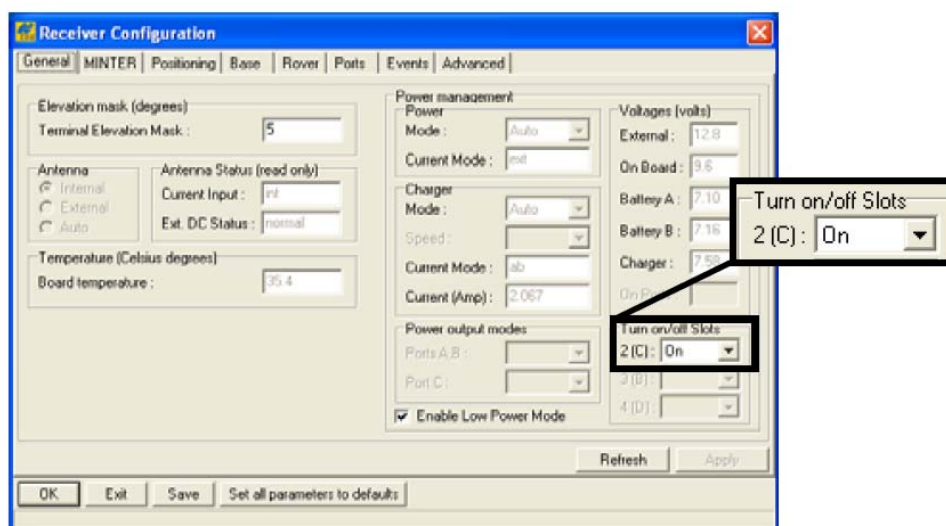 Receiver Configuration
General MINTER Positioning Base Rover Ports Events Advanced
Elevation mask (degrees)
Terminal Elevation Mask : 5
Antenna
Internal
External
Auto
Antenna Status (read only)
Current Input : int
Ext. DC Status : normal
Temperature (Celsius degrees)
Board temperature : 35.4
Power management
Power
Mode : Auto
Current Mode : ext
Charger
Mode : Auto
Speed :
Current Mode : ab
Current (Amp) : 2.067
Power output modes
Ports A,B :
Port C :
Enable Low Power Mode
Voltages (volts)
External : 12.8
On Board : 9.6
Battery A : 7.10
Battery B : 7.16
Charger : 7.58
Turn on/off Slots
2 (C) : On
3 (B) :
4 (D) :
Turn on/off Slots
2 (C) : On
Refresh Apply
OK Exit Save Set all parameters to defaults